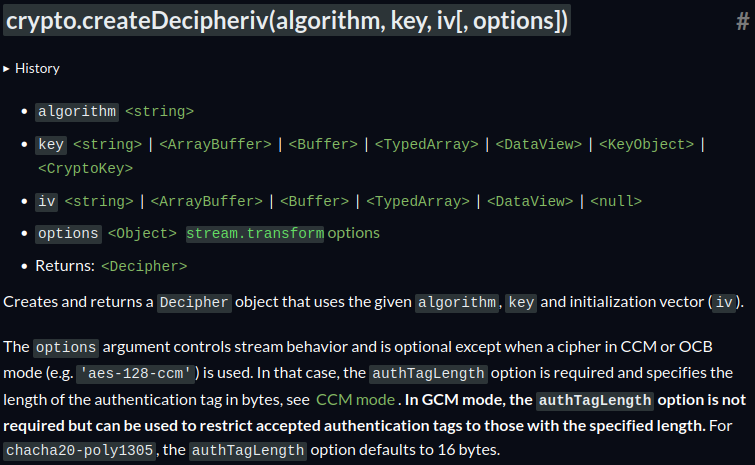 crypto.createDecipheriv(algorithm, key, iv[, options]) #
▸ History
• algorithm <string>
• key <string> | <ArrayBuffer> | <Buffer> | <TypedArray> | <DataView> | <KeyObject> |
<CryptoKey>
• iv <string> | <ArrayBuffer> | <Buffer> | <TypedArray> | <DataView> | <null>
• options <Object> stream.transform options
• Returns: <Decipher>
Creates and returns a Decipher object that uses the given algorithm, key and initialization vector (iv).
The options argument controls stream behavior and is optional except when a cipher in CCM or OCB
mode (e.g. 'aes-128-ccm') is used. In that case, the authTagLength option is required and specifies the
length of the authentication tag in bytes, see CCM mode. In GCM mode, the authTagLength option is not
required but can be used to restrict accepted authentication tags to those with the specified length. For
chacha20-poly1305, the authTagLength option defaults to 16 bytes.